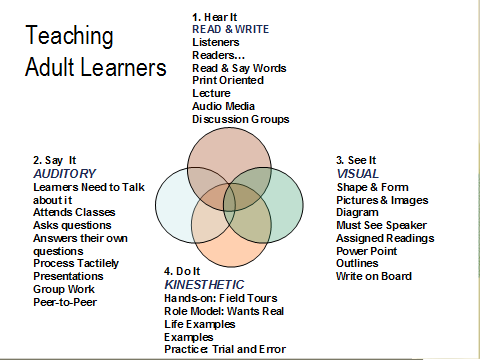 Teaching
Adult Learners
1. Hear It
READ & WRITE
Listeners
Readers…
Read & Say Words
Print Oriented
Lecture
Audio Media
Discussion Groups
2. Say  It
AUDITORY
Learners Need to Talk
about it
Attends Classes
Asks questions
Answers their own
questions
Process Tactilely
Presentations
Group Work
Peer-to-Peer
3. See It
VISUAL
Shape & Form
Pictures & Images
Diagram
Must See Speaker
Assigned Readings
Power Point
Outlines
Write on Board
4. Do It
KINESTHETIC
Hands-on: Field Tours
Role Model: Wants Real
Life Examples
Examples
Practice: Trial and Error